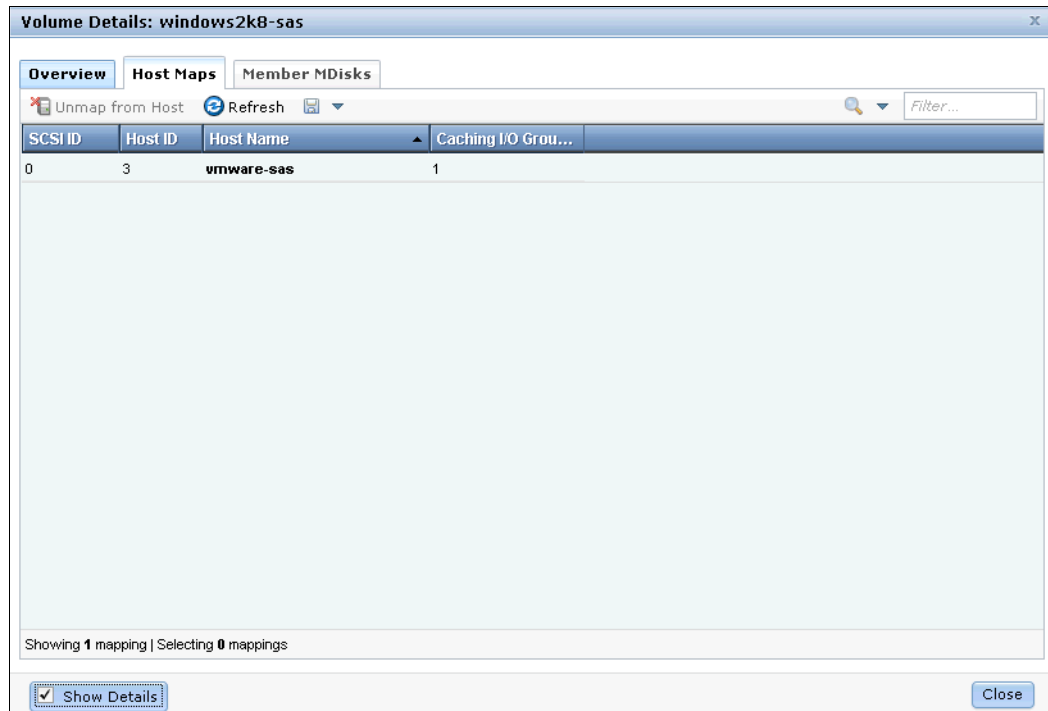 Volume Details: windows2k8-sas x
Overview Host Maps Member MDisks
Unmap from Host Refresh Filter...
SCSI ID Host ID Host Name Caching I/O Grou...
0 3 vmware-sas 1
Showing 1 mapping | Selecting 0 mappings
Show Details Close